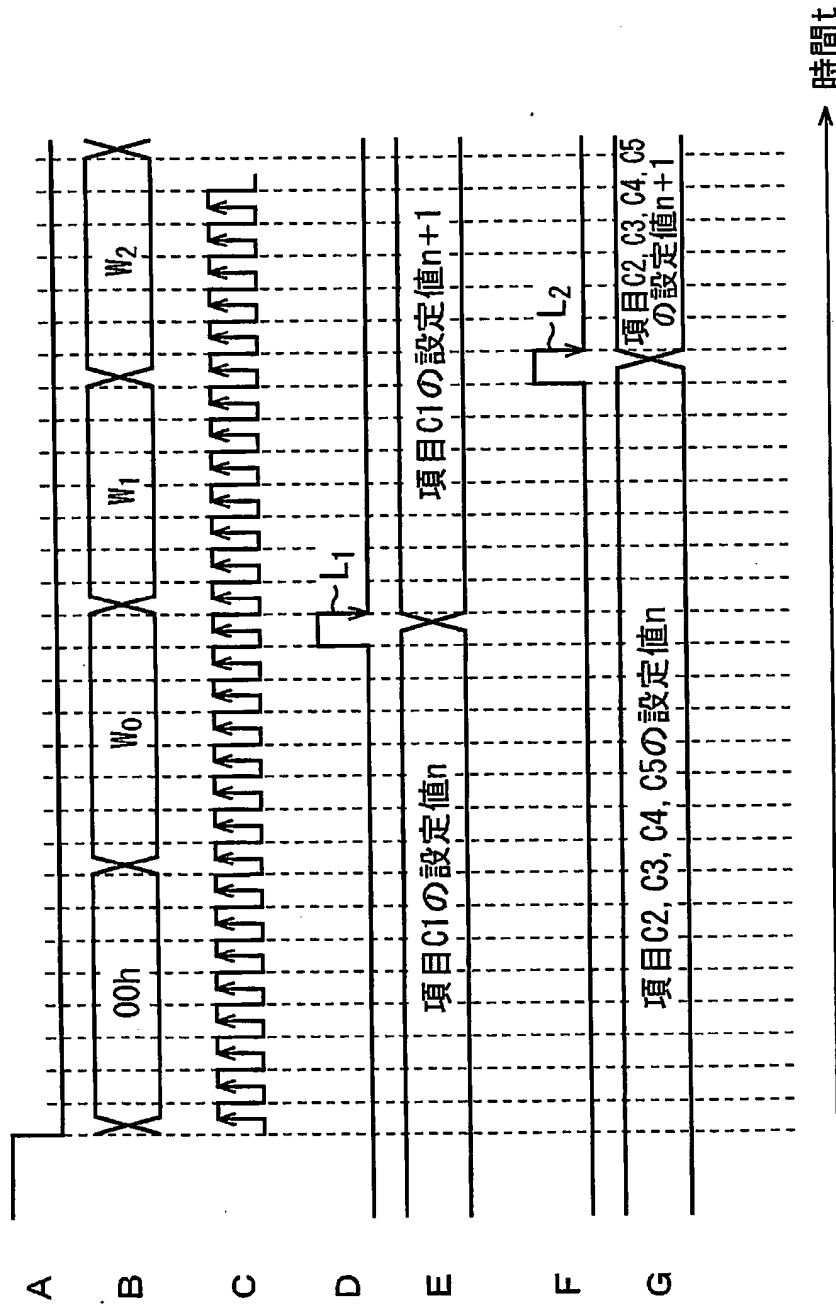 A
B
00h
W0
W1
W2
C
D
L1
E
項目C1の設定値n
項目C1の設定値n+1
F
L2
G
項目C2, C3, C4, C5の設定値n
項目C2, C3, C4, C5
の設定値n+1
時間t